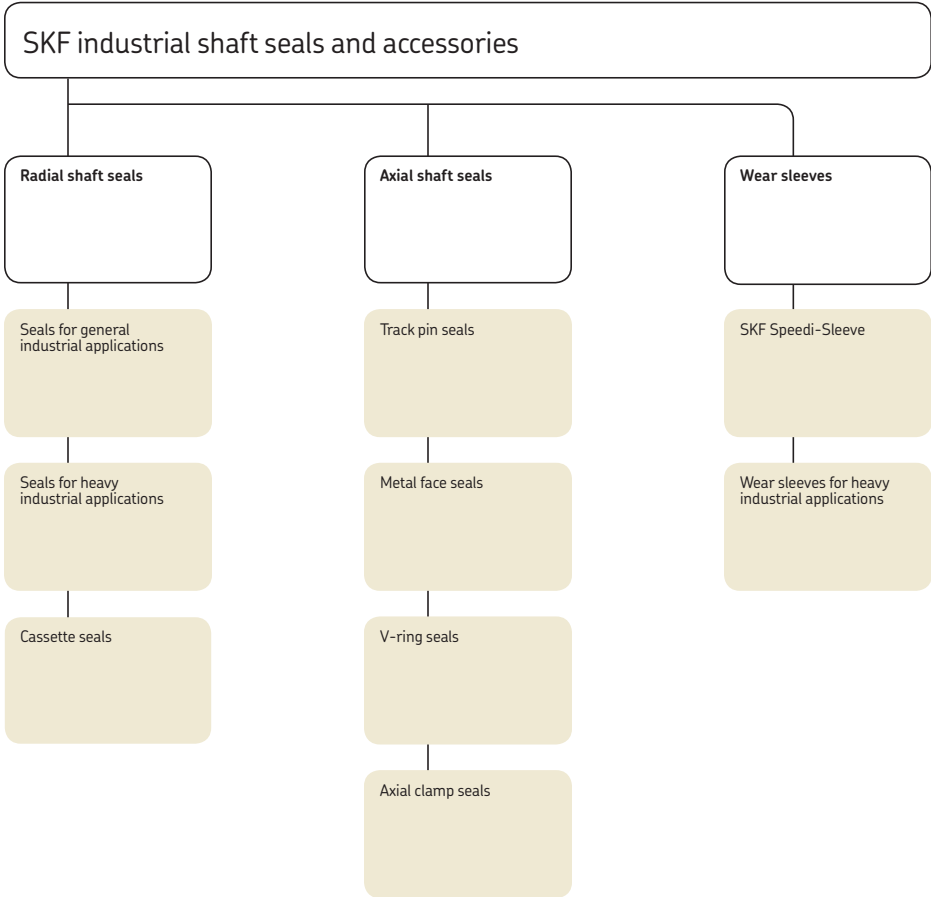 SKF industrial shaft seals and accessories
Radial shaft seals
Axial shaft seals
Wear sleeves
Seals for general
industrial applications
Track pin seals
SKF Speedi-Sleeve
Seals for heavy
industrial applications
Metal face seals
Wear sleeves for heavy
industrial applications
Cassette seals
V-ring seals
Axial clamp seals